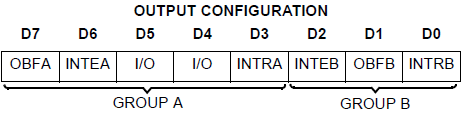 OUTPUT CONFIGURATION
D7 D6 D5 D4 D3 D2 D1 D0
OBFA INTEA I/O I/O INTRA INTEB OBFB INTRB
GROUP A GROUP B